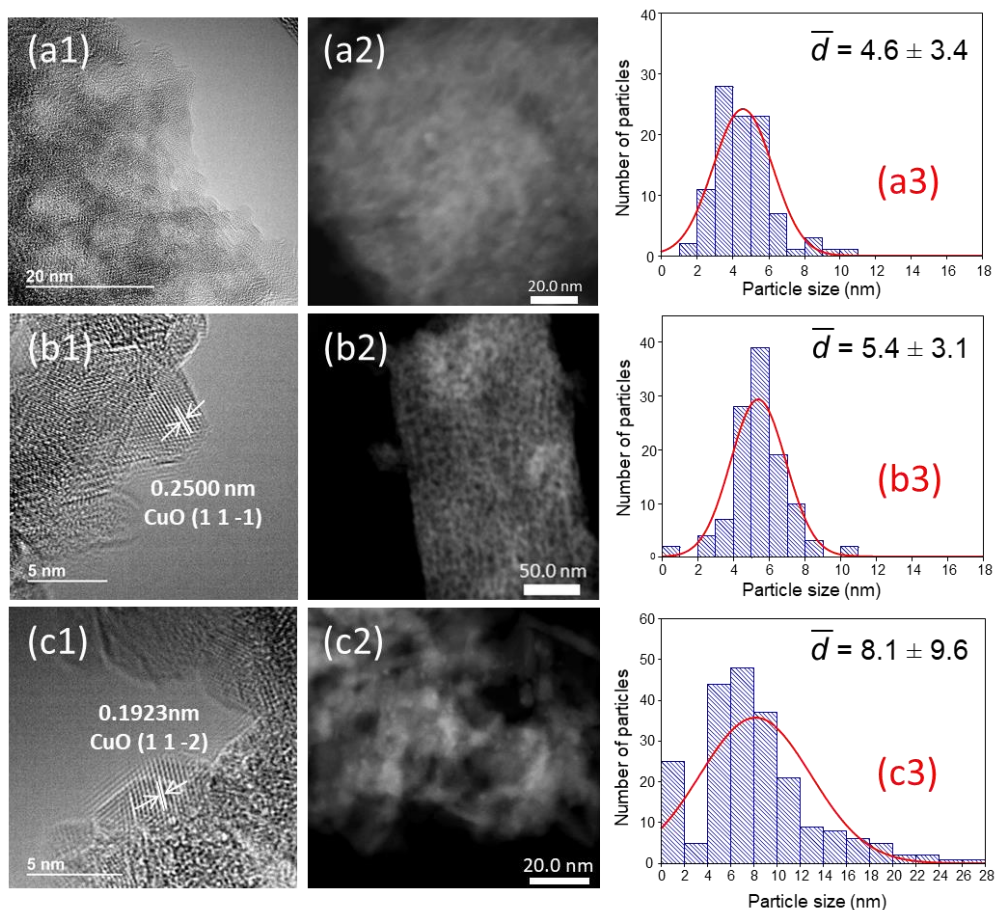 (a1)
20 nm
(a2)
20.0 nm
d̅ = 4.6 ± 3.4
(a3)
Number of particles
40
30
20
10
0
0 2 4 6 8 10 12 14 16 18
Particle size (nm)
(b1)
0.2500 nm
CuO (1 1 -1)
5 nm
(b2)
50.0 nm
d̅ = 5.4 ± 3.1
(b3)
Number of particles
40
30
20
10
0
0 2 4 6 8 10 12 14 16 18
Particle size (nm)
(c1)
0.1923nm
CuO (1 1 -2)
5 nm
(c2)
20.0 nm
d̅ = 8.1 ± 9.6
(c3)
Number of particles
60
50
40
30
20
10
0
0 2 4 6 8 10 12 14 16 18 20 22 24 26 28
Particle size (nm)